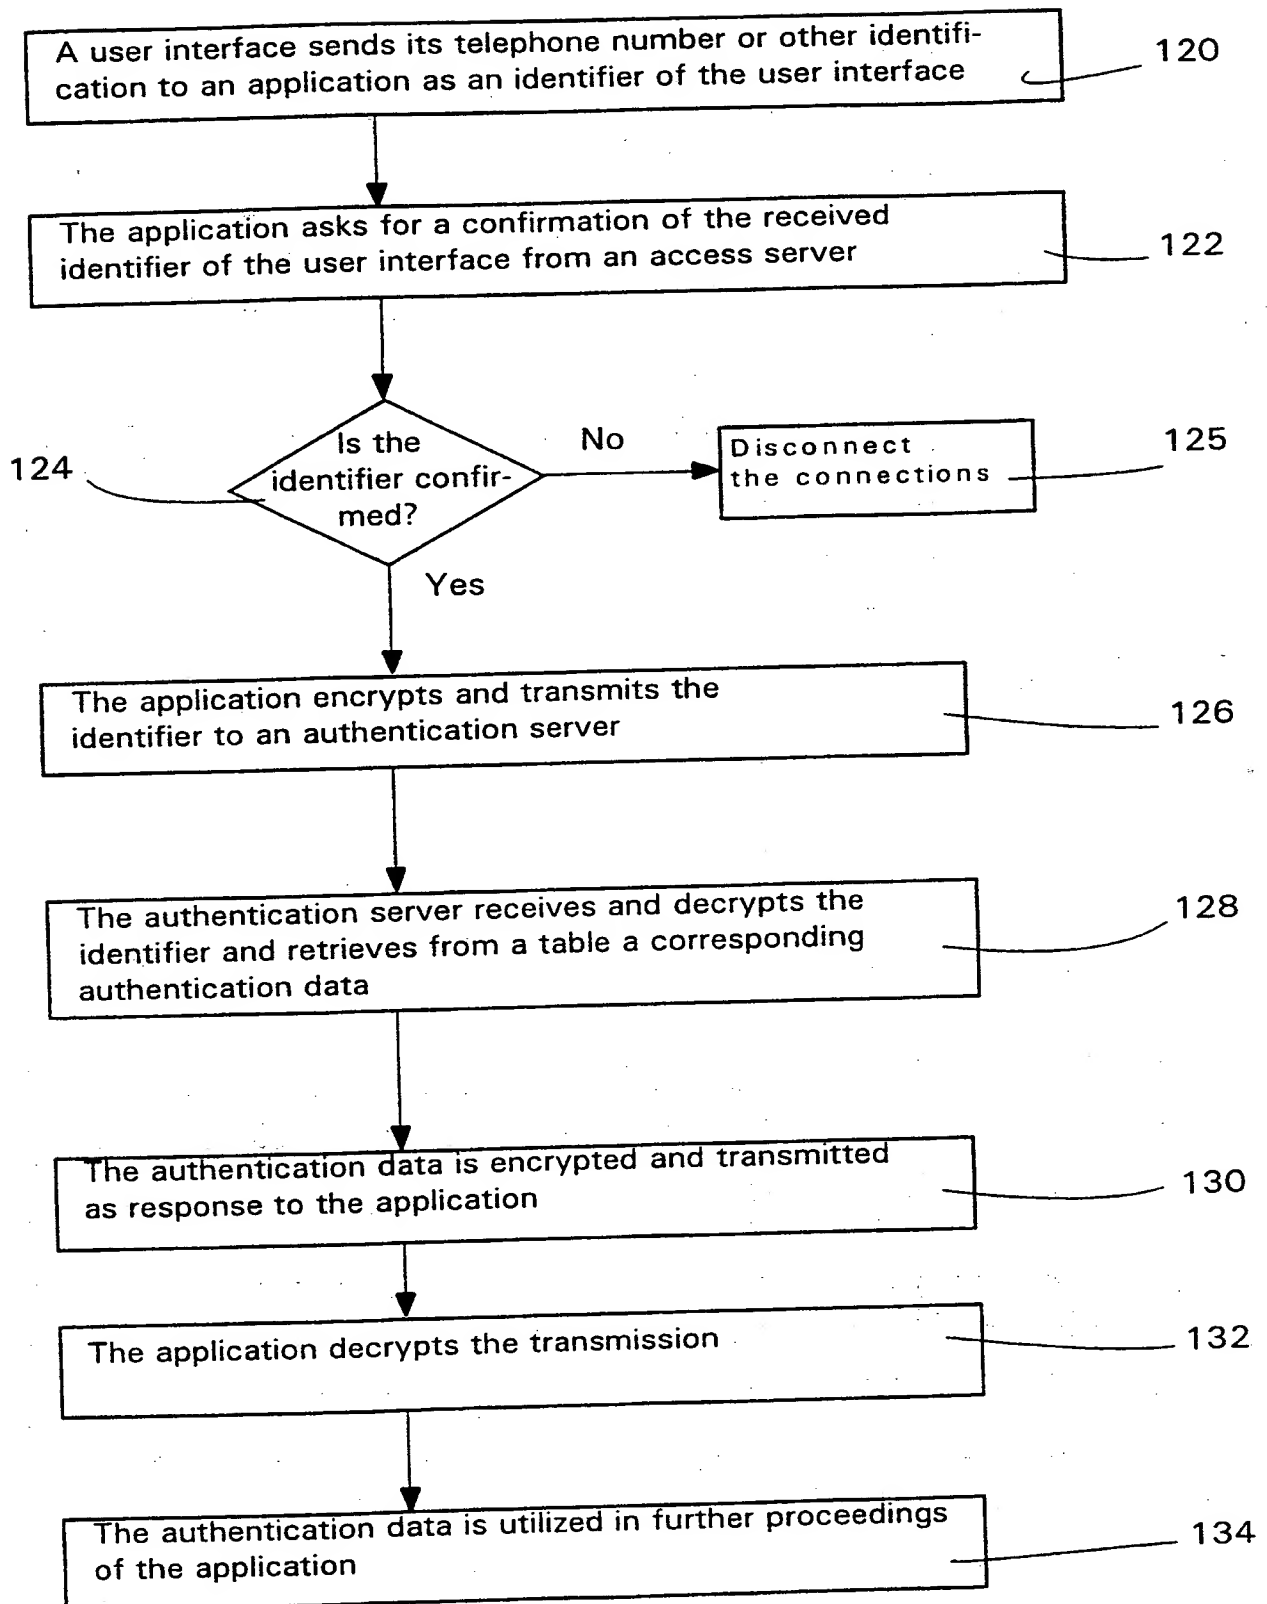 A user interface sends its telephone number or other identifi-
cation to an application as an identifier of the user interface
120
The application asks for a confirmation of the received
identifier of the user interface from an access server
122
124
Is the
identifier confir-
med?
No
Disconnect
the connections
125
Yes
The application encrypts and transmits the
identifier to an authentication server
126
The authentication server receives and decrypts the
identifier and retrieves from a table a corresponding
authentication data
128
The authentication data is encrypted and transmitted
as response to the application
130
The application decrypts the transmission
132
The authentication data is utilized in further proceedings
of the application
134